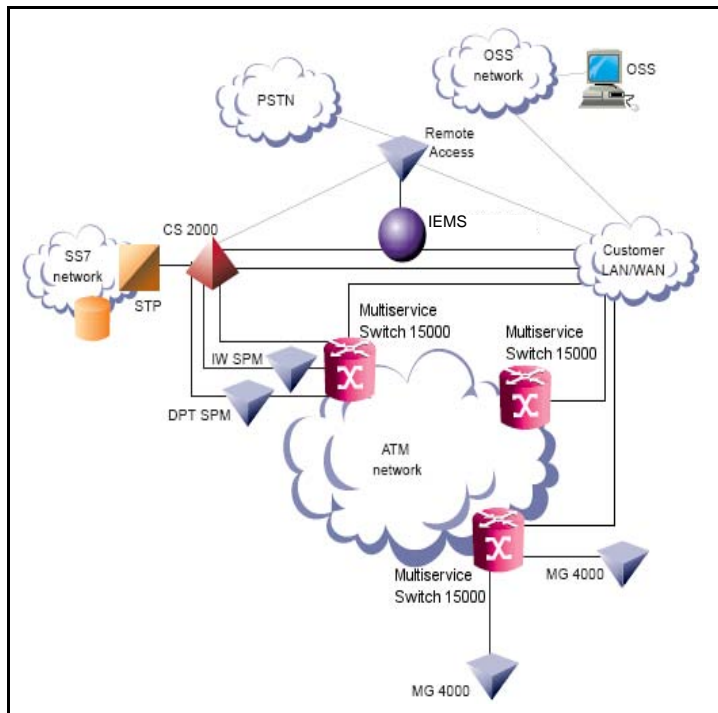 OSS
network
OSS
PSTN
Remote
Access
IEMS
CS 2000
SS7
network
STP
Customer
LAN/WAN
Multiservice
Switch 15000
Multiservice
Switch 15000
IW SPM
DPT SPM
ATM
network
Multiservice
Switch 15000
MG 4000
MG 4000